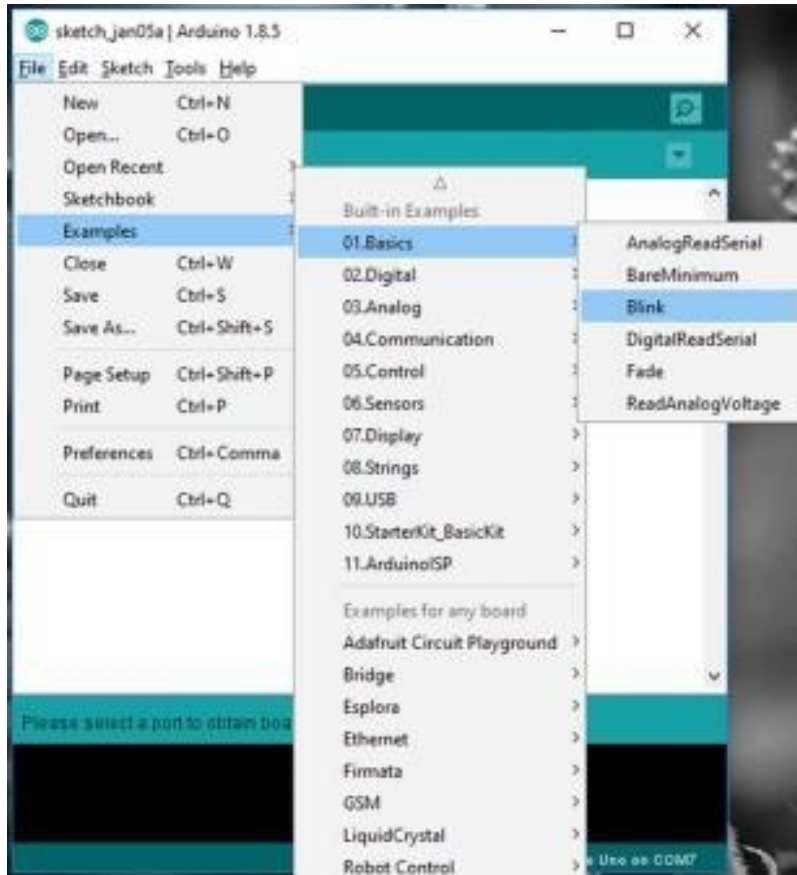 sketch_jan05a | Arduino 1.8.5
File Edit Sketch Tools Help
New Ctrl+N
Open... Ctrl+O
Open Recent
Sketchbook
Examples
Close Ctrl+W
Save Ctrl+S
Save As... Ctrl+Shift+S
Page Setup Ctrl+Shift+P
Print Ctrl+P
Preferences Ctrl+Comma
Quit Ctrl+Q
Built-in Examples
01.Basics
02.Digital
03.Analog
04.Communication
05.Control
06.Sensors
07.Display
08.Strings
09.USB
10.StarterKit_BasicKit
11.ArduinoISP
Examples for any board
Adafruit Circuit Playground
Bridge
Esplora
Ethernet
Firmata
GSM
LiquidCrystal
Robot Control
AnalogReadSerial
BareMinimum
Blink
DigitalReadSerial
Fade
ReadAnalogVoltage
Please select a port to obtain boa
Uno on COM7